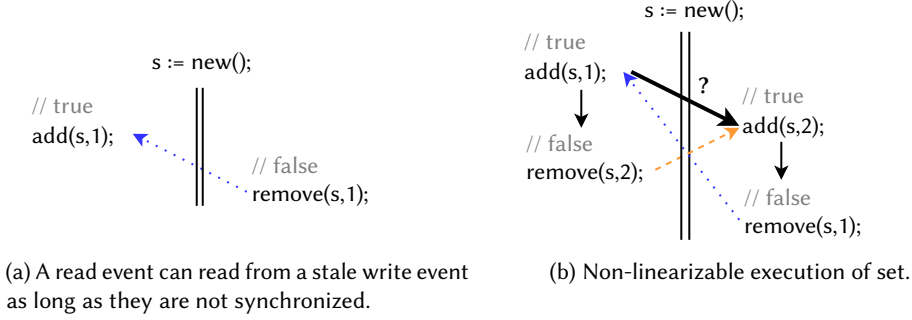 s := new();
// true
add(s,1);
// false
remove(s,1);
(a) A read event can read from a stale write event
as long as they are not synchronized.
s := new();
// true
add(s,1);
?
// true
add(s,2);
// false
remove(s,2);
// false
remove(s,1);
(b) Non-linearizable execution of set.